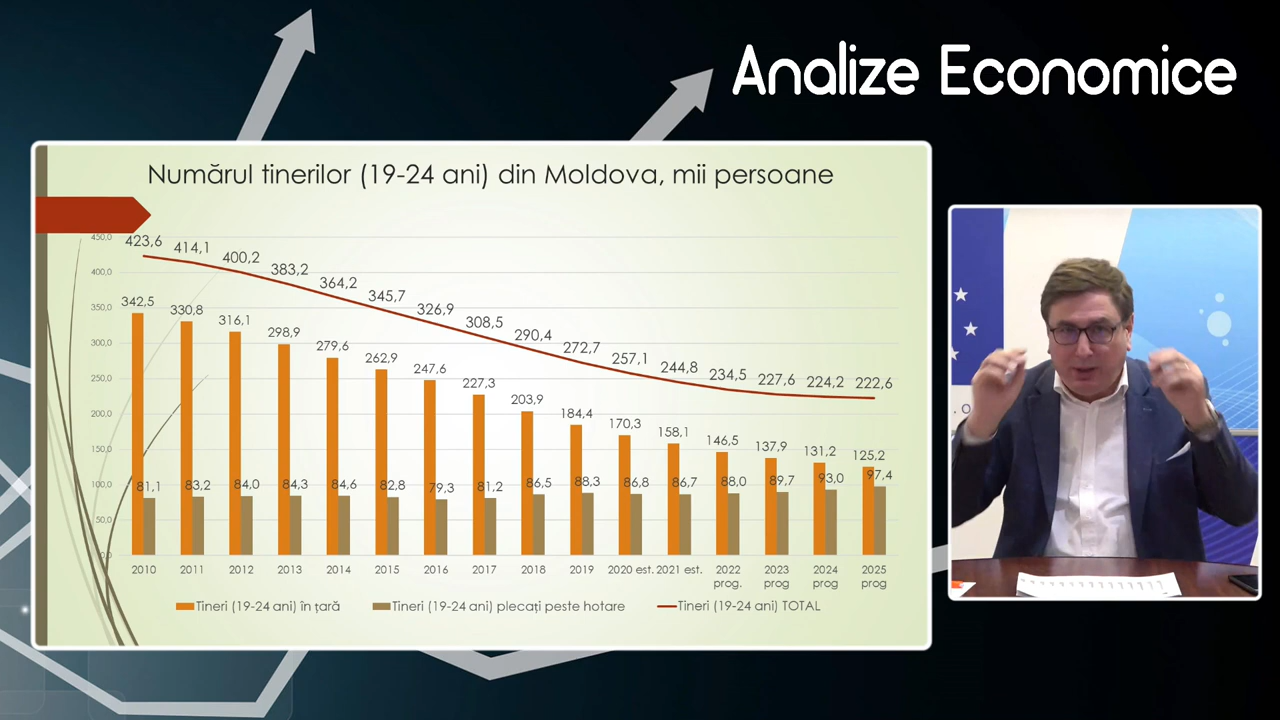 Analize Economice
Numărul tinerilor (19-24 ani) din Moldova, mii persoane
450,0
400,0
350,0
300,0
250,0
200,0
150,0
100,0
50,0
0,0
423,6 414,1 400,2 383,2 364,2 345,7 326,9 308,5 290,4 272,7 257,1 244,8 234,5 227,6 224,2 222,6
342,5 330,8 316,1 298,9 279,6 262,9 247,6 227,3 203,9 184,4 170,3 158,1 146,5 137,9 131,2 125,2
81,1 83,2 84,0 84,3 84,6 82,8 79,3 81,2 86,5 88,3 86,8 86,7 88,0 89,7 93,0 97,4
2010 2011 2012 2013 2014 2015 2016 2017 2018 2019 2020 est. 2021 est. 2022 prog. 2023 prog 2024 prog 2025 prog
Tineri (19-24 ani) în țară Tineri (19-24 ani) plecați peste hotare Tineri (19-24 ani) TOTAL